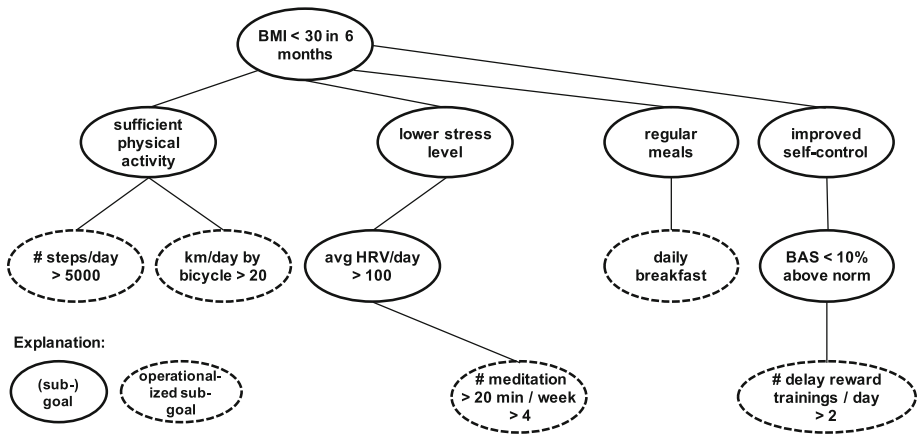 BMI < 30 in 6
months
sufficient
physical
activity
lower stress
level
regular
meals
improved
self-control
# steps/day
> 5000
km/day by
bicycle > 20
avg HRV/day
> 100
daily
breakfast
BAS < 10%
above norm
Explanation:
(sub-)
goal
operational-
ized sub-
goal
# meditation
> 20 min / week
> 4
# delay reward
trainings / day
> 2